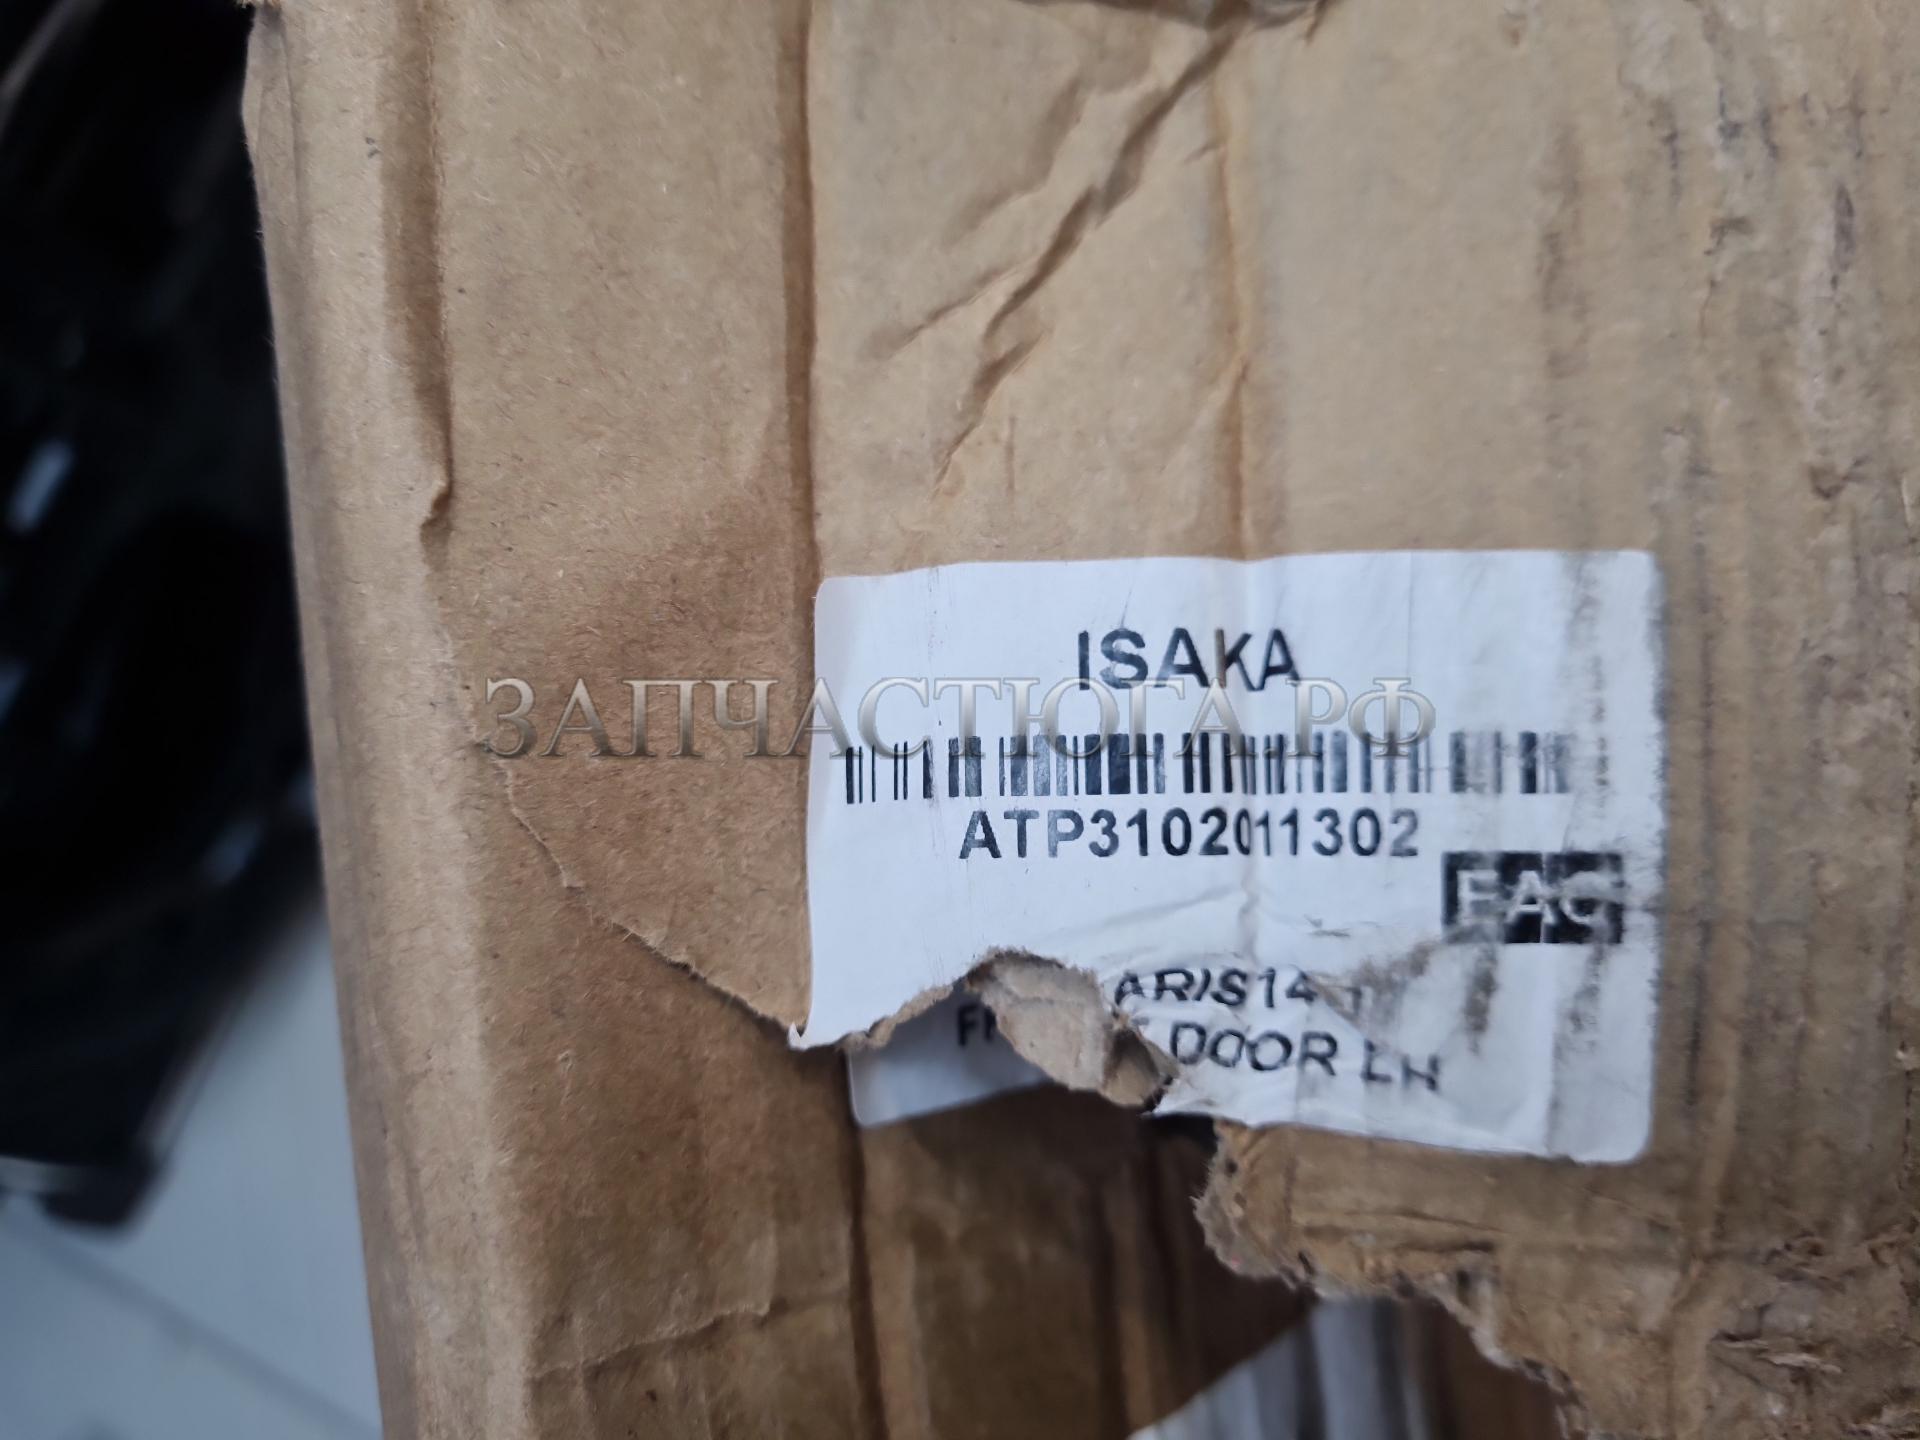 ISAKA
ЗАПЧАСТЮГА.РФ
ATP3102011302
EAC
ARIS14
DOOR LH